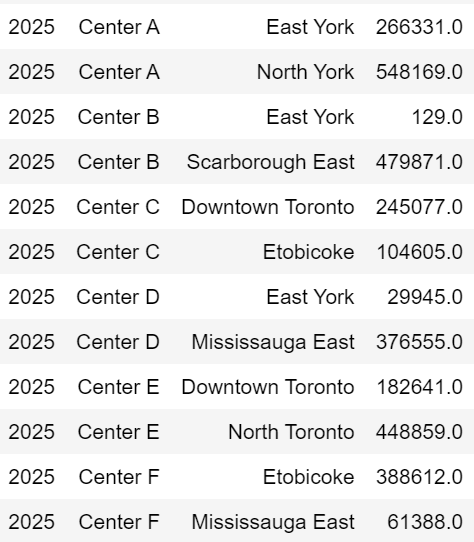 2025 Center A East York 266331.0
2025 Center A North York 548169.0
2025 Center B East York 129.0
2025 Center B Scarborough East 479871.0
2025 Center C Downtown Toronto 245077.0
2025 Center C Etobicoke 104605.0
2025 Center D East York 29945.0
2025 Center D Mississauga East 376555.0
2025 Center E Downtown Toronto 182641.0
2025 Center E North Toronto 448859.0
2025 Center F Etobicoke 388612.0
2025 Center F Mississauga East 61388.0